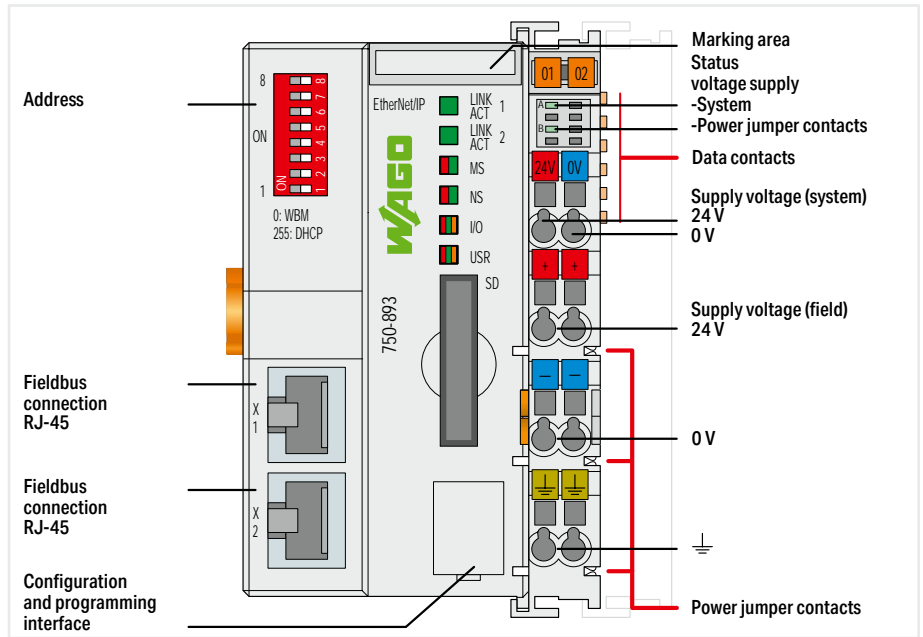 Address
Fieldbus
connection
RJ-45
Fieldbus
connection
RJ-45
Configuration
and programming
interface
8
ON
1
ON
1 2 3 4 5 6 7 8
0: WBM
255: DHCP
X
1
X
2
EtherNet/IP
LINK
ACT 1
LINK
ACT 2
MS
NS
I/O
USR
SD
WAGO
750-893
01 02
A
B
24V 0V
+ +
— —
Marking area
Status
voltage supply
-System
-Power jumper contacts
Data contacts
Supply voltage (system)
24 V
0 V
Supply voltage (field)
24 V
0 V
Power jumper contacts